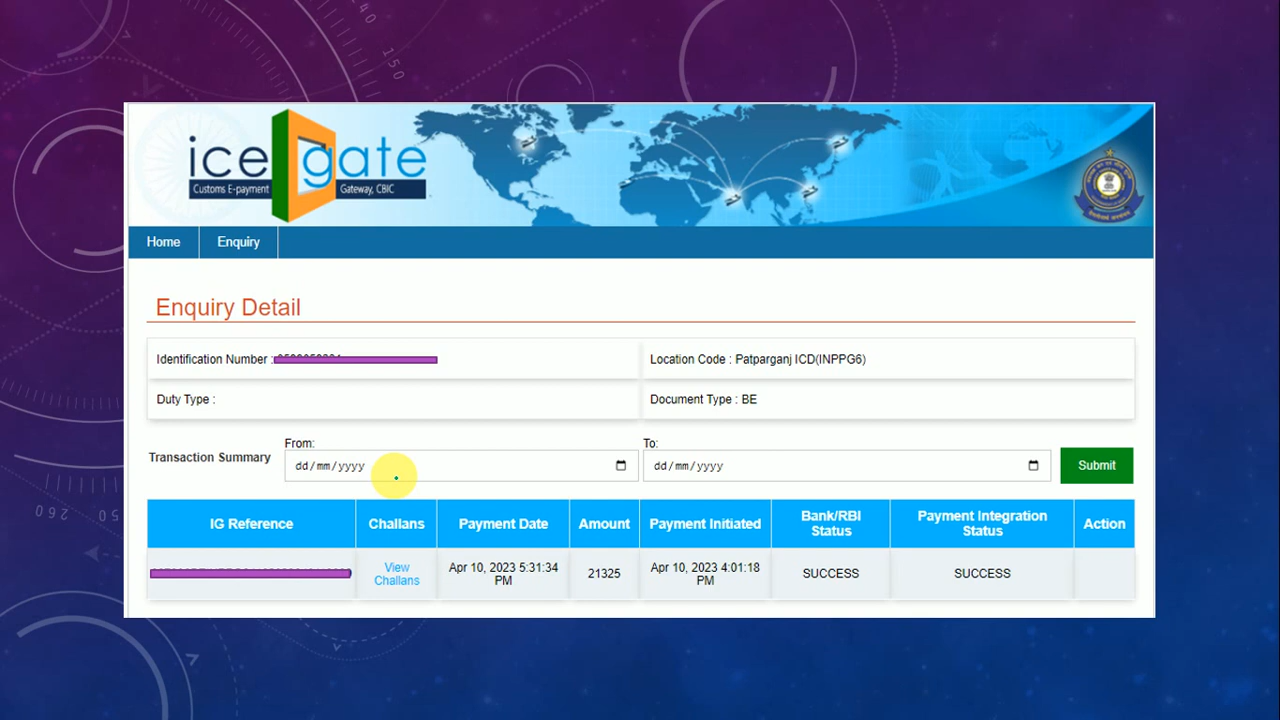 150
260
05
ice gate
Customs E-payment Gateway, CBIC
Home Enquiry
Enquiry Detail
Identification Number : Location Code : Patparganj ICD(INPPG6)
Duty Type : Document Type : BE
From: To:
Transaction Summary dd/mm/yyyy dd/mm/yyyy Submit
IG Reference Challans Payment Date Amount Payment Initiated Bank/RBI Status Payment Integration Status Action
View Challans Apr 10, 2023 5:31:34 PM 21325 Apr 10, 2023 4:01:18 PM SUCCESS SUCCESS